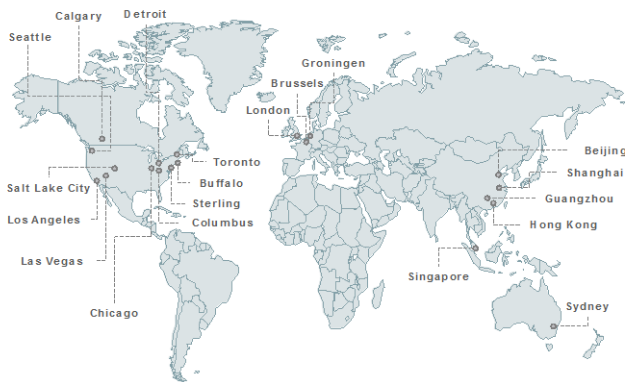 Detroit
Calgary
Seattle
Groningen
Brussels
London
Beijing
Toronto
Shanghai
Salt Lake City
Buffalo
Guangzhou
Sterling
Los Angeles
Columbus
Hong Kong
Las Vegas
Singapore
Sydney
Chicago